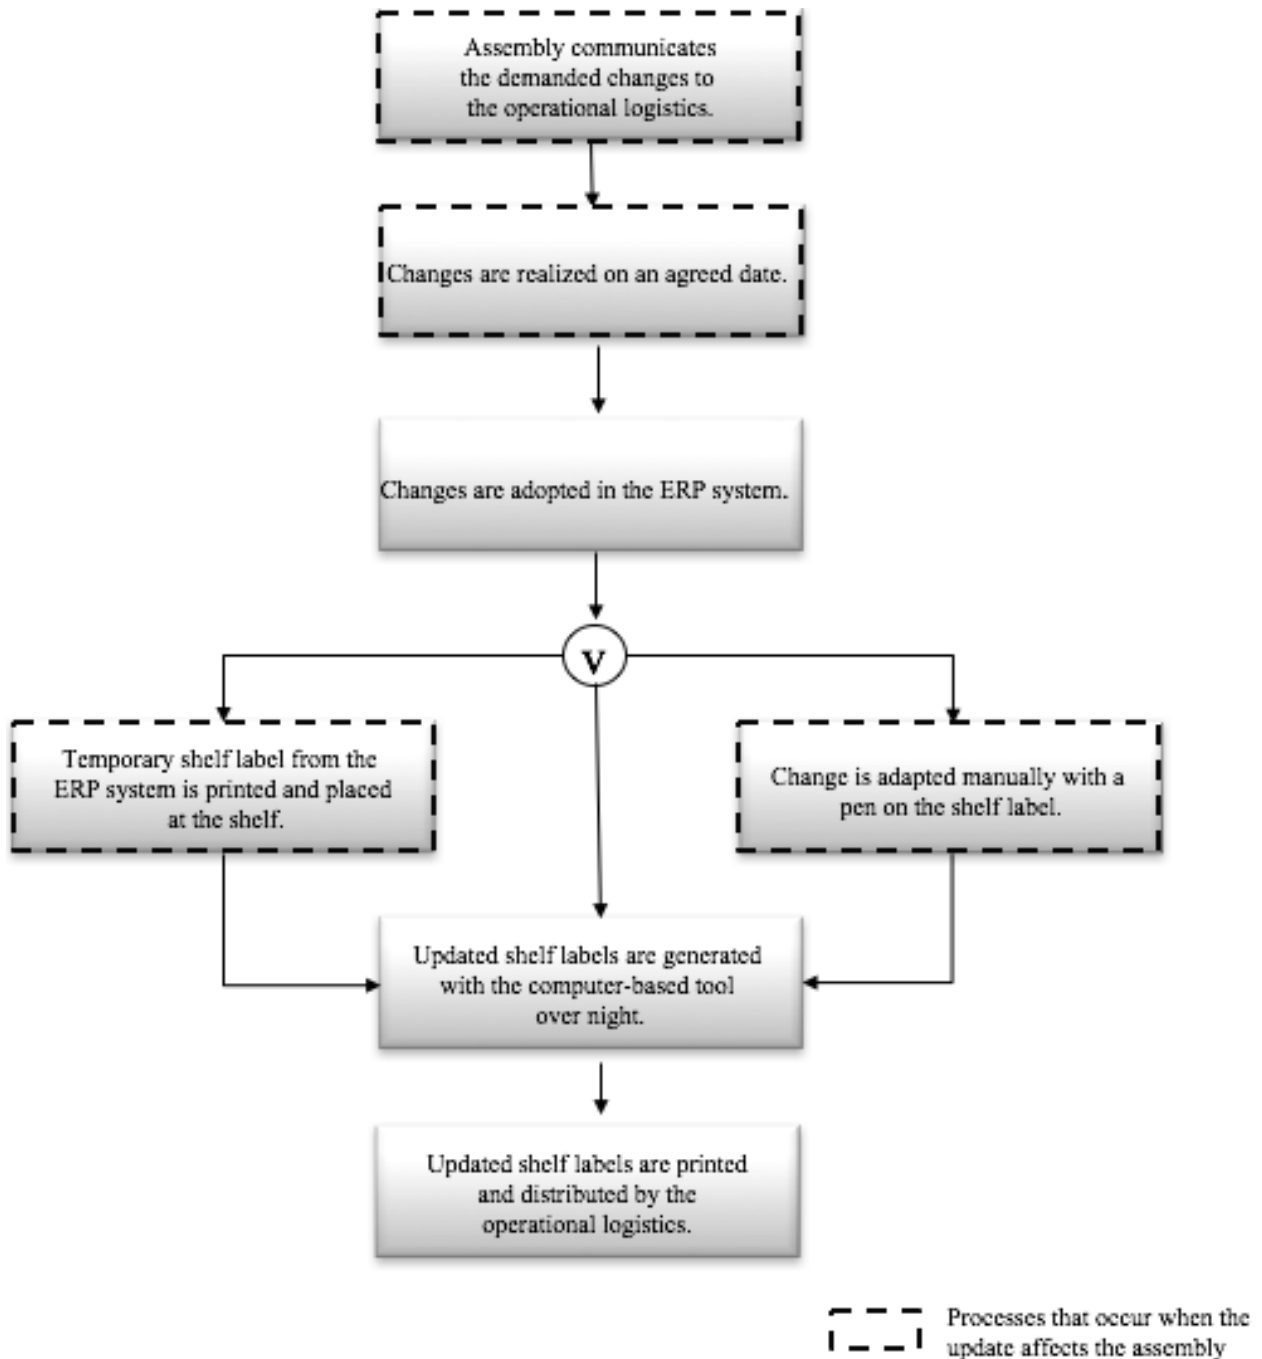 Assembly communicates
the demanded changes to
the operational logistics.
Changes are realized on an agreed date.
Changes are adopted in the ERP system.
V
Temporary shelf label from the
ERP system is printed and placed
at the shelf.
Change is adapted manually with a
pen on the shelf label.
Updated shelf labels are generated
with the computer-based tool
over night.
Updated shelf labels are printed
and distributed by the
operational logistics.
Processes that occur when the
update affects the assembly